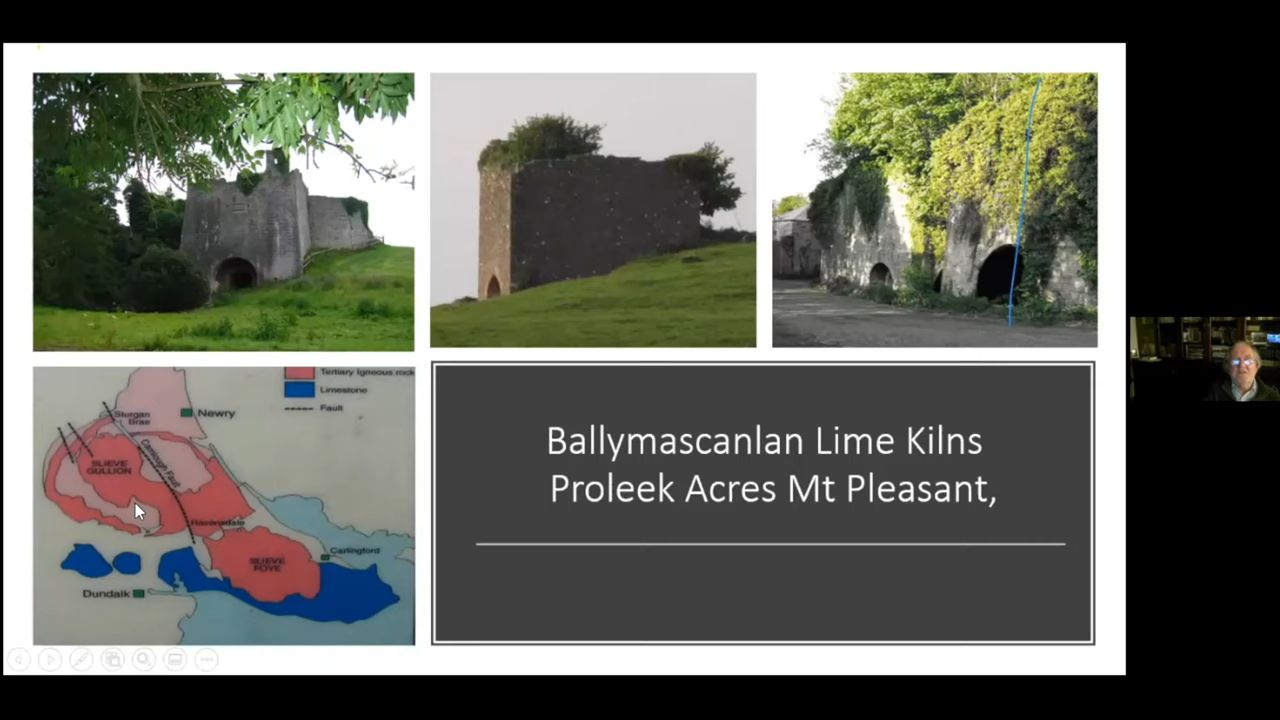 Tertiary Igneous rock
Limestone
Fault
Newry
Sturgan
Brae
Camlough Fault
SLIEVE
GULLION
Ravensdale
SLIEVE
FOYE
Carlingford
Dundalk
Ballymascanlan Lime Kilns
Proleek Acres Mt Pleasant,